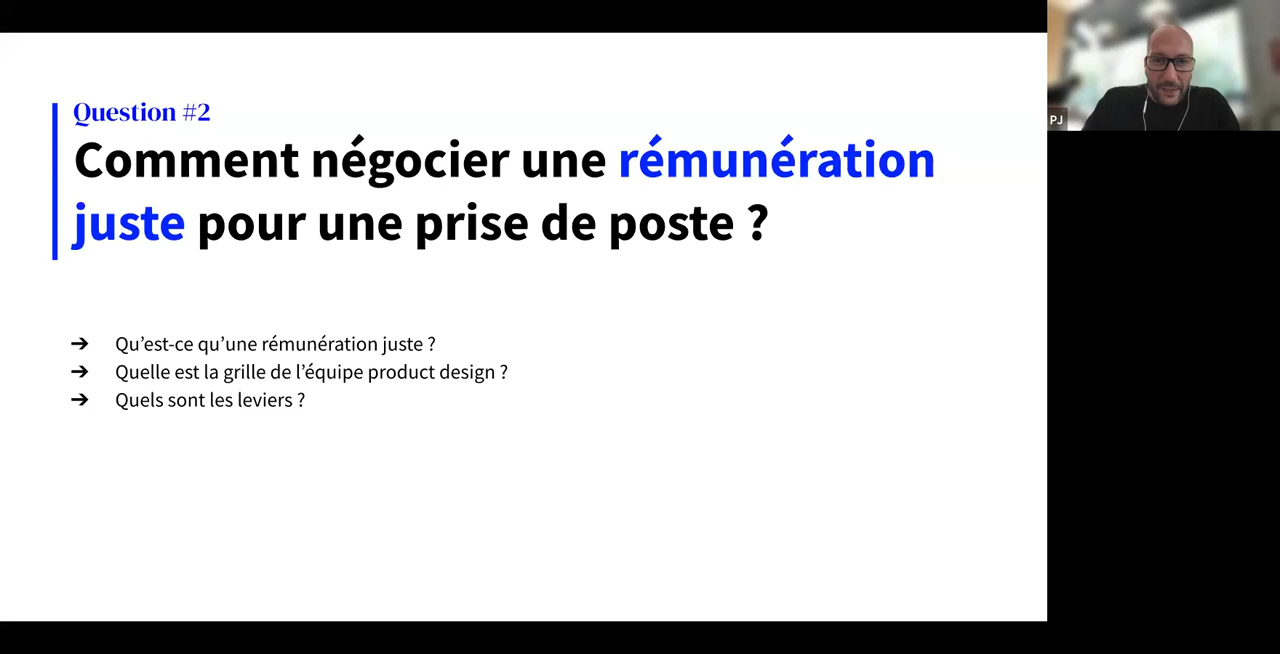 Question #2
Comment négocier une rémunération
juste pour une prise de poste ?
➔ Qu’est-ce qu’une rémunération juste ?
➔ Quelle est la grille de l’équipe product design ?
➔ Quels sont les leviers ?
PJ